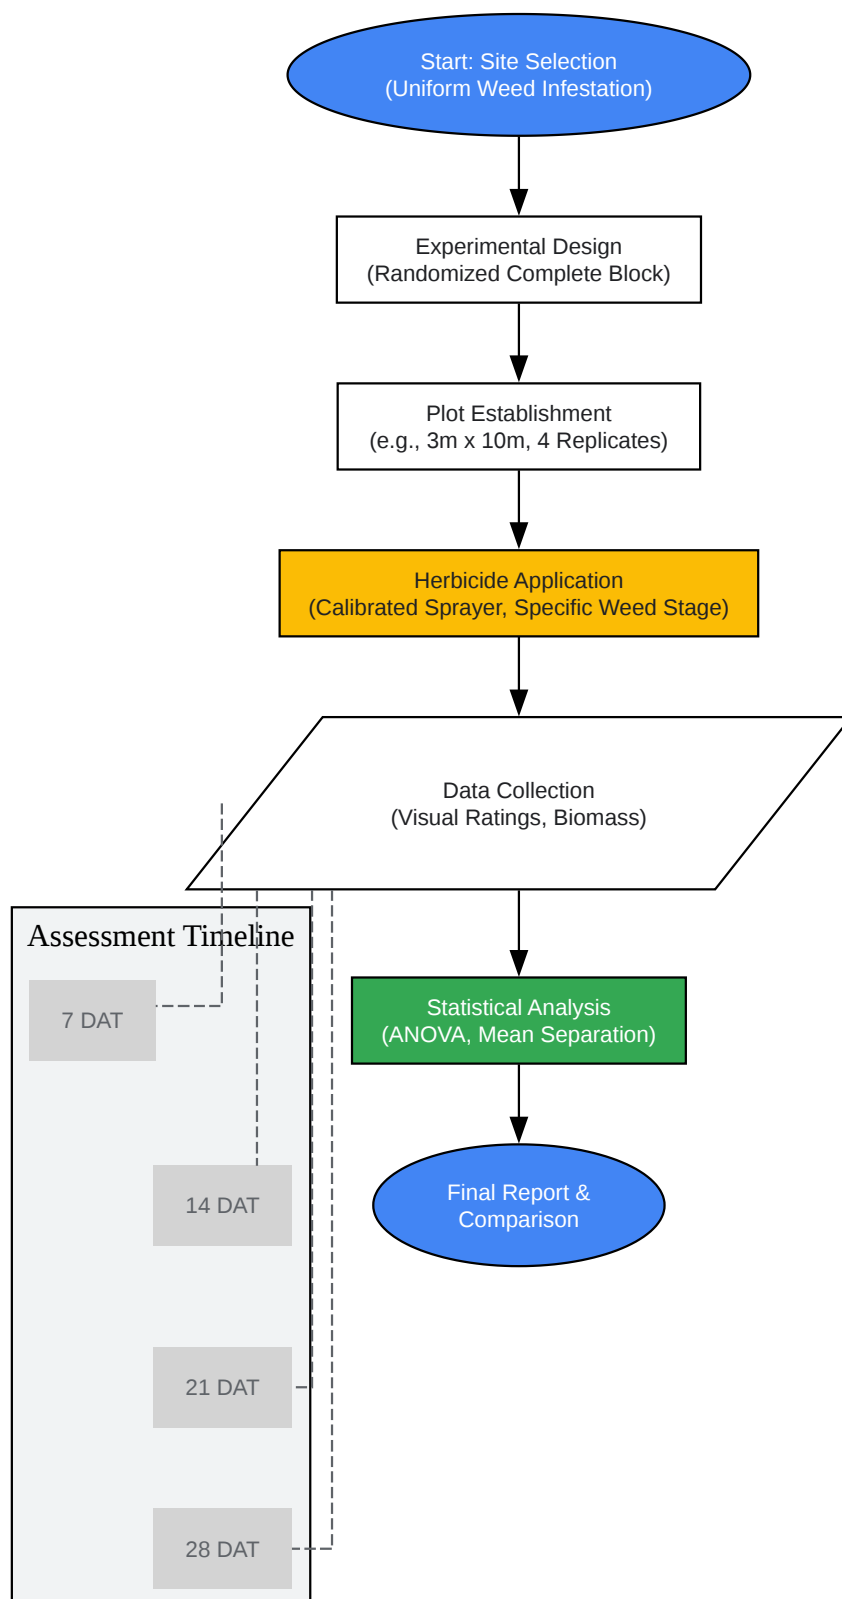 Start: Site Selection
(Uniform Weed Infestation)
Experimental Design
(Randomized Complete Block)
Plot Establishment
(e.g., 3m x 10m, 4 Replicates)
Herbicide Application
(Calibrated Sprayer, Specific Weed Stage)
Data Collection
(Visual Ratings, Biomass)
Assessment Timeline
7 DAT
Statistical Analysis
(ANOVA, Mean Separation)
14 DAT
Final Report &
Comparison
21 DAT
28 DAT